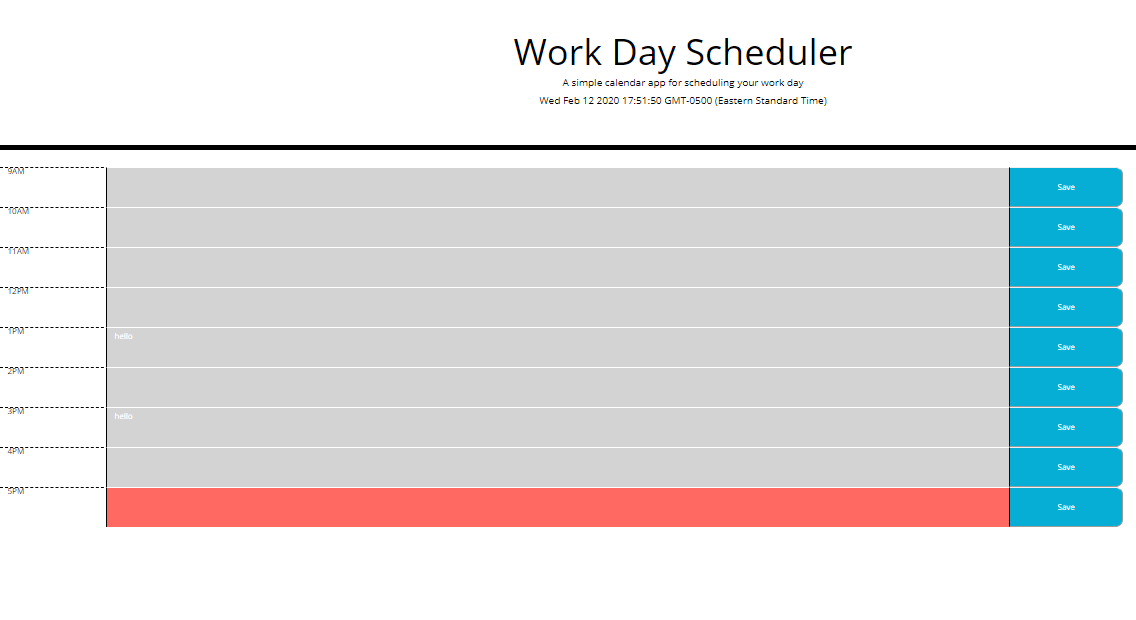 Work Day Scheduler
A simple calendar app for scheduling your work day
Wed Feb 12 2020 17:51:50 GMT-0500 (Eastern Standard Time)
9AM Save
10AM Save
11AM Save
12PM Save
1PM hello Save
2PM Save
3PM hello Save
4PM Save
5PM Save